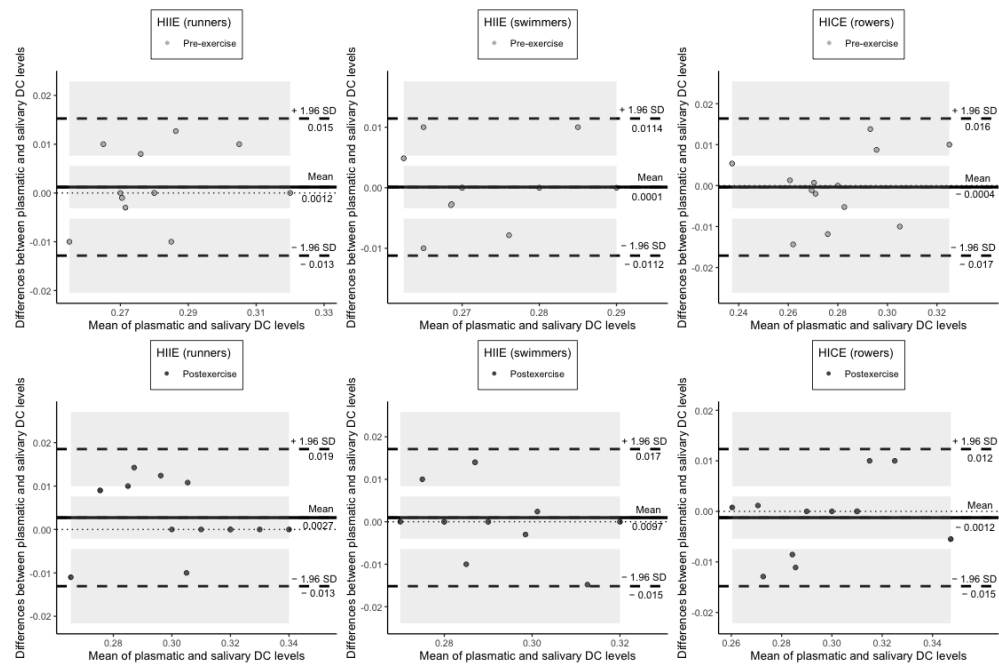 HIIE (runners)
Pre-exercise
Differences between plasmatic and salivary DC levels
0.02
0.01
0.00
-0.01
-0.02
+ 1.96 SD
0.015
Mean
0.0012
− 1.96 SD
− 0.013
0.27
0.29
0.31
0.33
Mean of plasmatic and salivary DC levels
HIIE (swimmers)
Pre-exercise
Differences between plasmatic and salivary DC levels
0.01
0.00
-0.01
+ 1.96 SD
0.0114
Mean
0.0001
− 1.96 SD
− 0.0112
0.27
0.28
0.29
Mean of plasmatic and salivary DC levels
HICE (rowers)
Pre-exercise
Differences between plasmatic and salivary DC levels
0.02
0.01
0.00
-0.01
-0.02
+ 1.96 SD
0.016
Mean
− 0.0004
− 1.96 SD
− 0.017
0.24
0.26
0.28
0.30
0.32
Mean of plasmatic and salivary DC levels
HIIE (runners)
Postexercise
Differences between plasmatic and salivary DC levels
0.02
0.01
0.00
-0.01
-0.02
+ 1.96 SD
0.019
Mean
0.0027
− 1.96 SD
− 0.013
0.28
0.30
0.32
0.34
Mean of plasmatic and salivary DC levels
HIIE (swimmers)
Postexercise
Differences between plasmatic and salivary DC levels
0.02
0.01
0.00
-0.01
-0.02
+ 1.96 SD
0.017
Mean
0.0097
− 1.96 SD
− 0.015
0.28
0.30
0.32
Mean of plasmatic and salivary DC levels
HICE (rowers)
Postexercise
Differences between plasmatic and salivary DC levels
0.02
0.01
0.00
-0.01
-0.02
+ 1.96 SD
0.012
Mean
− 0.0012
− 1.96 SD
− 0.015
0.26
0.28
0.30
0.32
0.34
Mean of plasmatic and salivary DC levels